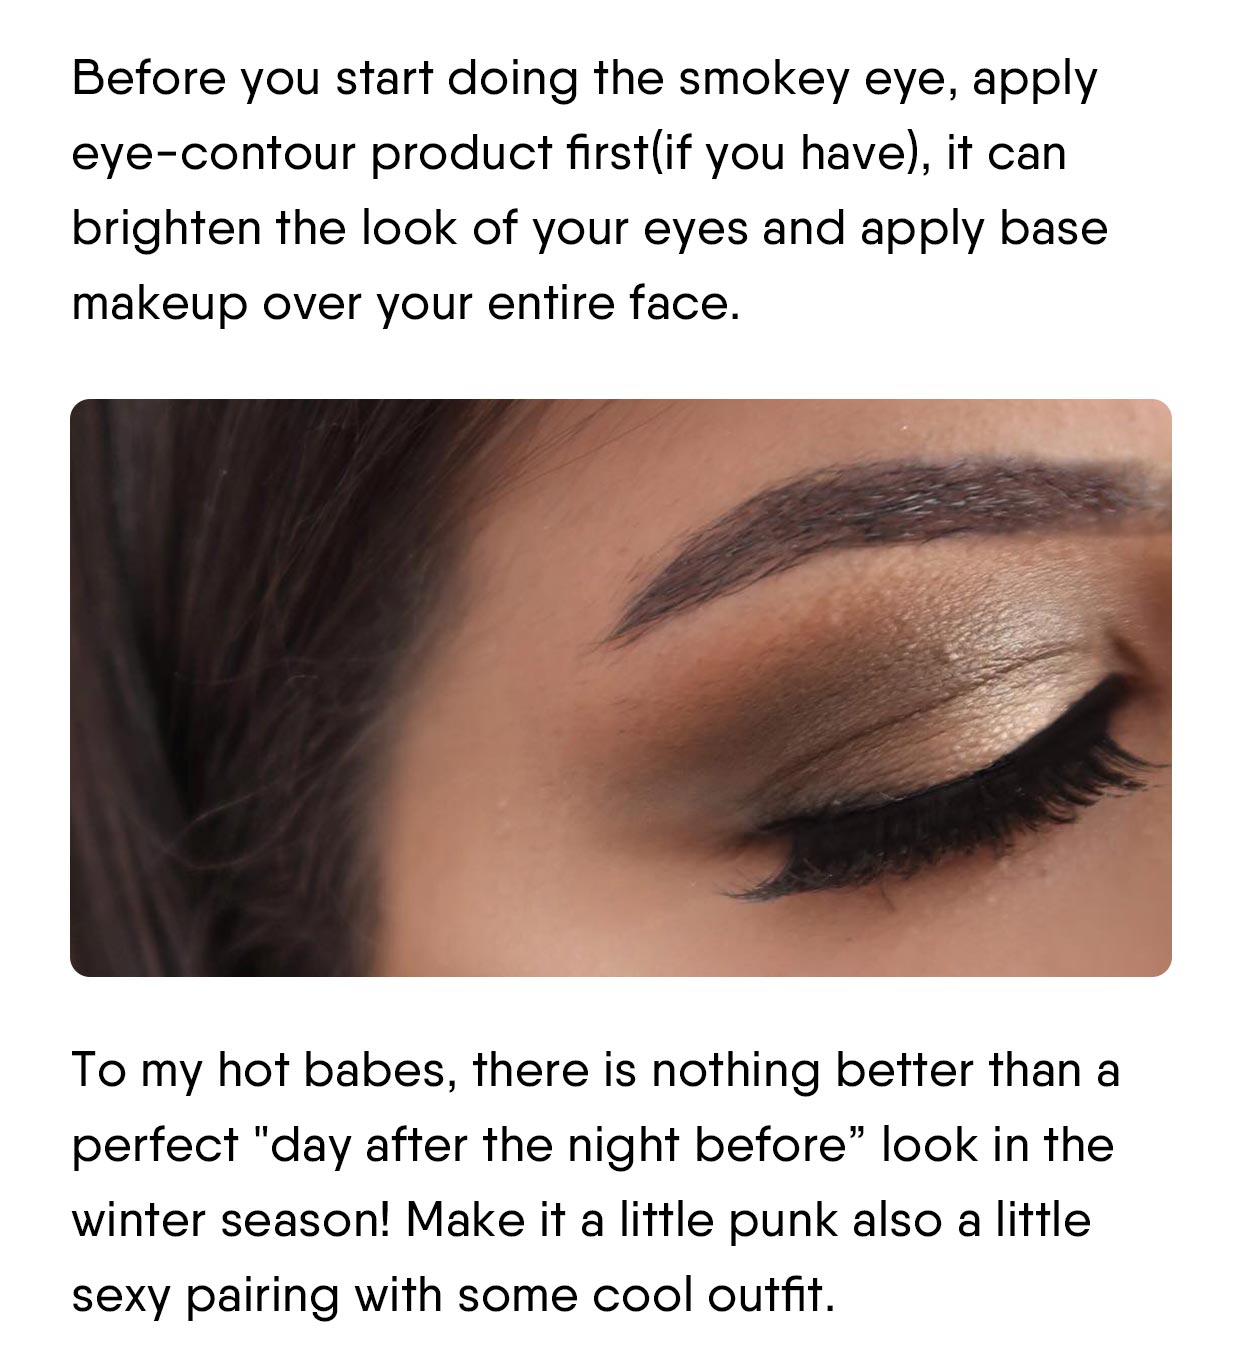 Before you start doing the smokey eye, apply
eye-contour product first(if you have), it can
brighten the look of your eyes and apply base
makeup over your entire face.
To my hot babes, there is nothing better than a
perfect "day after the night before” look in the
winter season! Make it a little punk also a little
sexy pairing with some cool outfit.